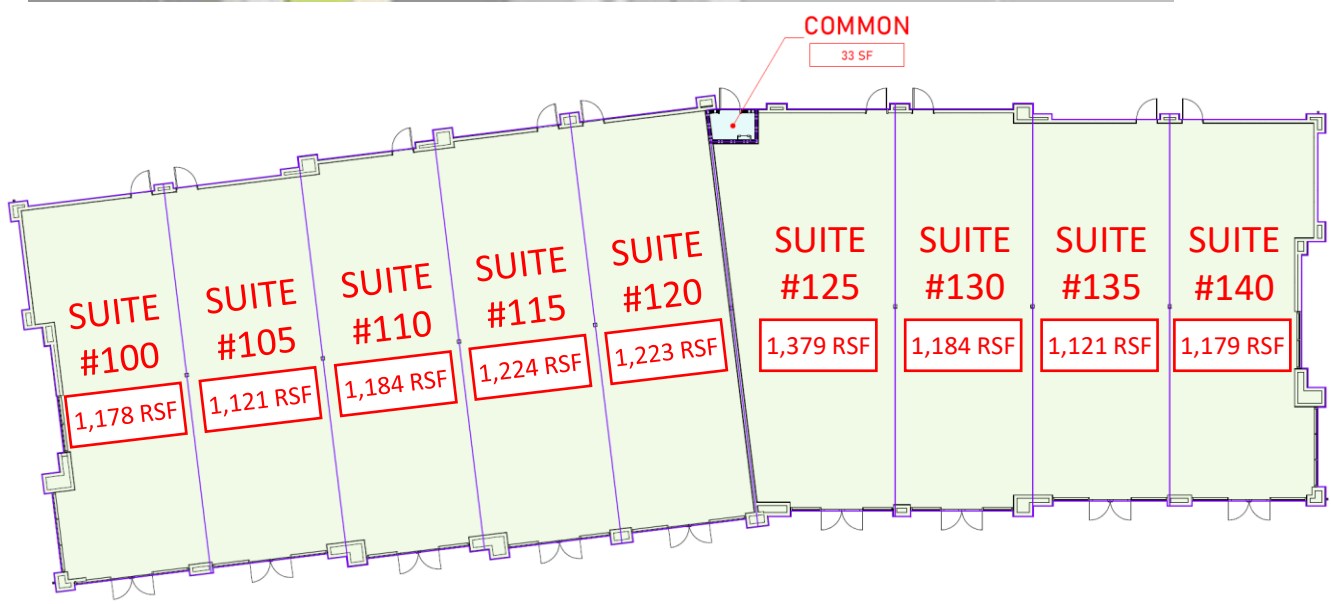 COMMON
33 SF
SUITE
#100
1,178 RSF
SUITE
#105
1,121 RSF
SUITE
#110
1,184 RSF
SUITE
#115
1,224 RSF
SUITE
#120
1,223 RSF
SUITE
#125
1,379 RSF
SUITE
#130
1,184 RSF
SUITE
#135
1,121 RSF
SUITE
#140
1,179 RSF